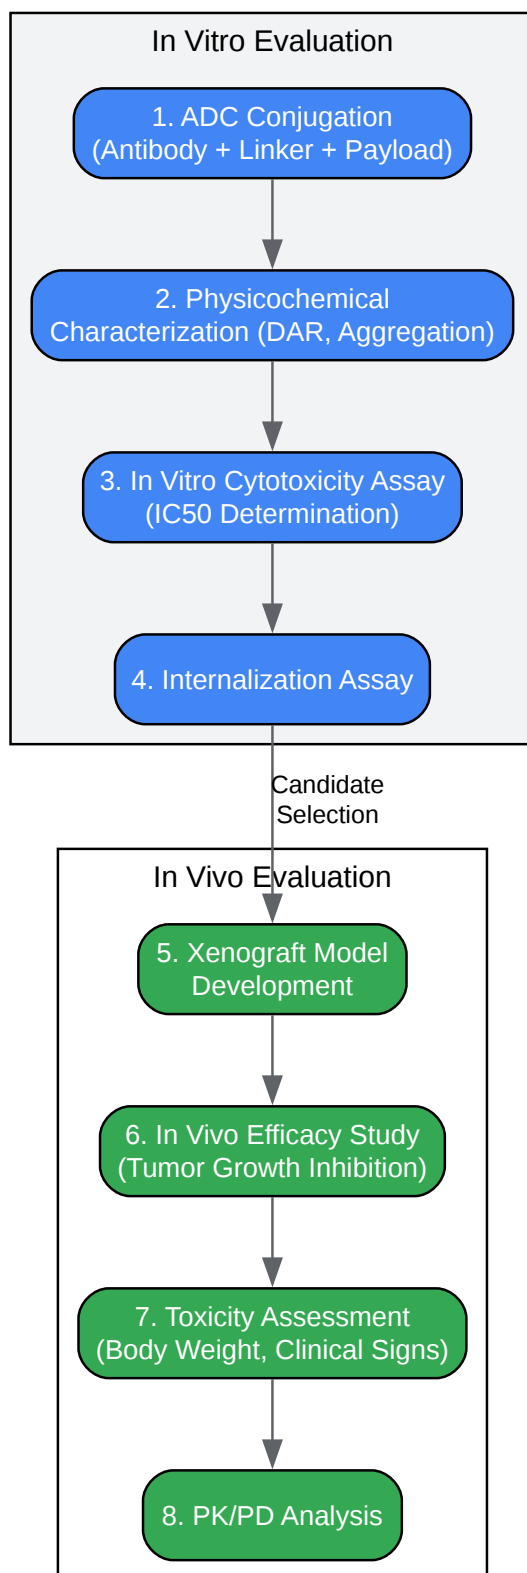 In Vitro Evaluation
1. ADC Conjugation
(Antibody + Linker + Payload)
2. Physicochemical
Characterization (DAR, Aggregation)
3. In Vitro Cytotoxicity Assay
(IC50 Determination)
4. Internalization Assay
Candidate
Selection
In Vivo Evaluation
5. Xenograft Model
Development
6. In Vivo Efficacy Study
(Tumor Growth Inhibition)
7. Toxicity Assessment
(Body Weight, Clinical Signs)
8. PK/PD Analysis